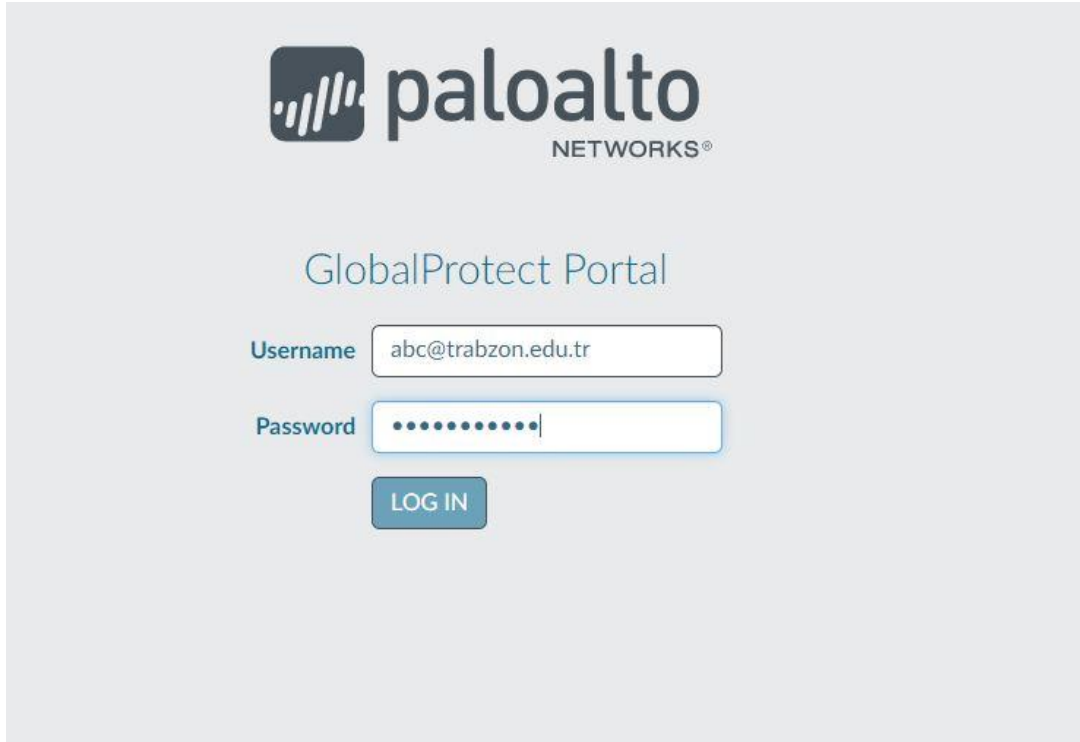 paloalto
NETWORKS®
GlobalProtect Portal
Username abc@trabzon.edu.tr
Password •••••••••••
LOG IN